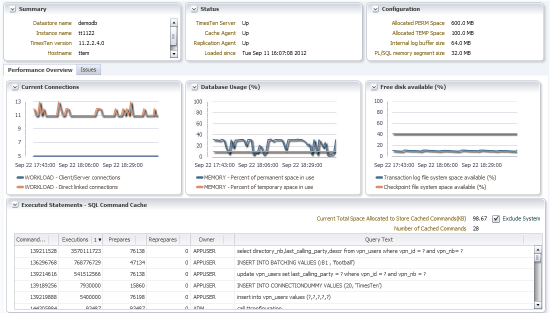 Summary
Datastore name demodb
Instance name tt1122
TimesTen version 11.2.2.4.0
Hostname ttem
Status
TimesTen Server Up
Cache Agent Up
Replication Agent Up
Loaded since Tue Sep 11 16:07:08 2012
Configuration
Allocated PERM Space 600.0 MB
Allocated TEMP Space 100.0 MB
Internal log buffer size 64.0 MB
PL/SQL memory segment size 32.0 MB
Performance Overview Issues
Current Connections
13
11
9
7
5
Sep 22 17:43:00 Sep 22 18:06:00 Sep 22 18:29:00
WORKLOAD - Client/Server connections
WORKLOAD - Direct linked connections
Database Usage (%)
100
80
60
40
20
0
Sep 22 17:43:00 Sep 22 18:06:00 Sep 22 18:29:00
MEMORY - Percent of permanent space in use
MEMORY - Percent of temporary space in use
Free disk available (%)
100
80
60
40
20
0
Sep 22 17:43:00 Sep 22 18:06:00 Sep 22 18:29:00
Transaction log file system space available (%)
Checkpoint file system space available (%)
Executed Statements - SQL Command Cache
Current Total Space Allocated to Store Cached Commands(KB) 98.67 Exclude System
Number of Cached Commands 28
Command... Executions 1 Prepares Reprepares Owner Query Text
139211528 3570111723 76138 0 APPUSER select directory_nb,last_calling_party,descr from vpn_users where vpn_id = ? and vpn_nb= ?
136296768 768776729 47134 0 APPUSER INSERT INTO BATCHING VALUES (:B1 , 'football')
139214616 541512566 76138 0 APPUSER update vpn_users set last_calling_party = ? where vpn_id = ? and vpn_nb = ?
139189256 7930000 15860 0 APPUSER INSERT INTO CONNECTIONDUMMY VALUES (20, 'TimesTen')
139219888 5400000 76198 0 APPUSER insert into vpn_users values (?,?,?,?,?)